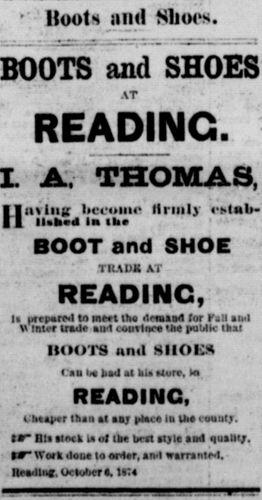 Boots and Shoes.
BOOTS and SHOES
AT
READING.
I. A. THOMAS,
Having become firmly estab-
lished in the
BOOT and SHOE
TRADE AT
READING,
Is prepared to meet the demand for Fall and
Winter trade and convince the public that
BOOTS and SHOES
Can be had at his store, in
READING,
Cheaper than at any place in the county.
☞ His stock is of the best style and quality.
☞ Work done to order, and warranted.
Reading, October 6, 1874